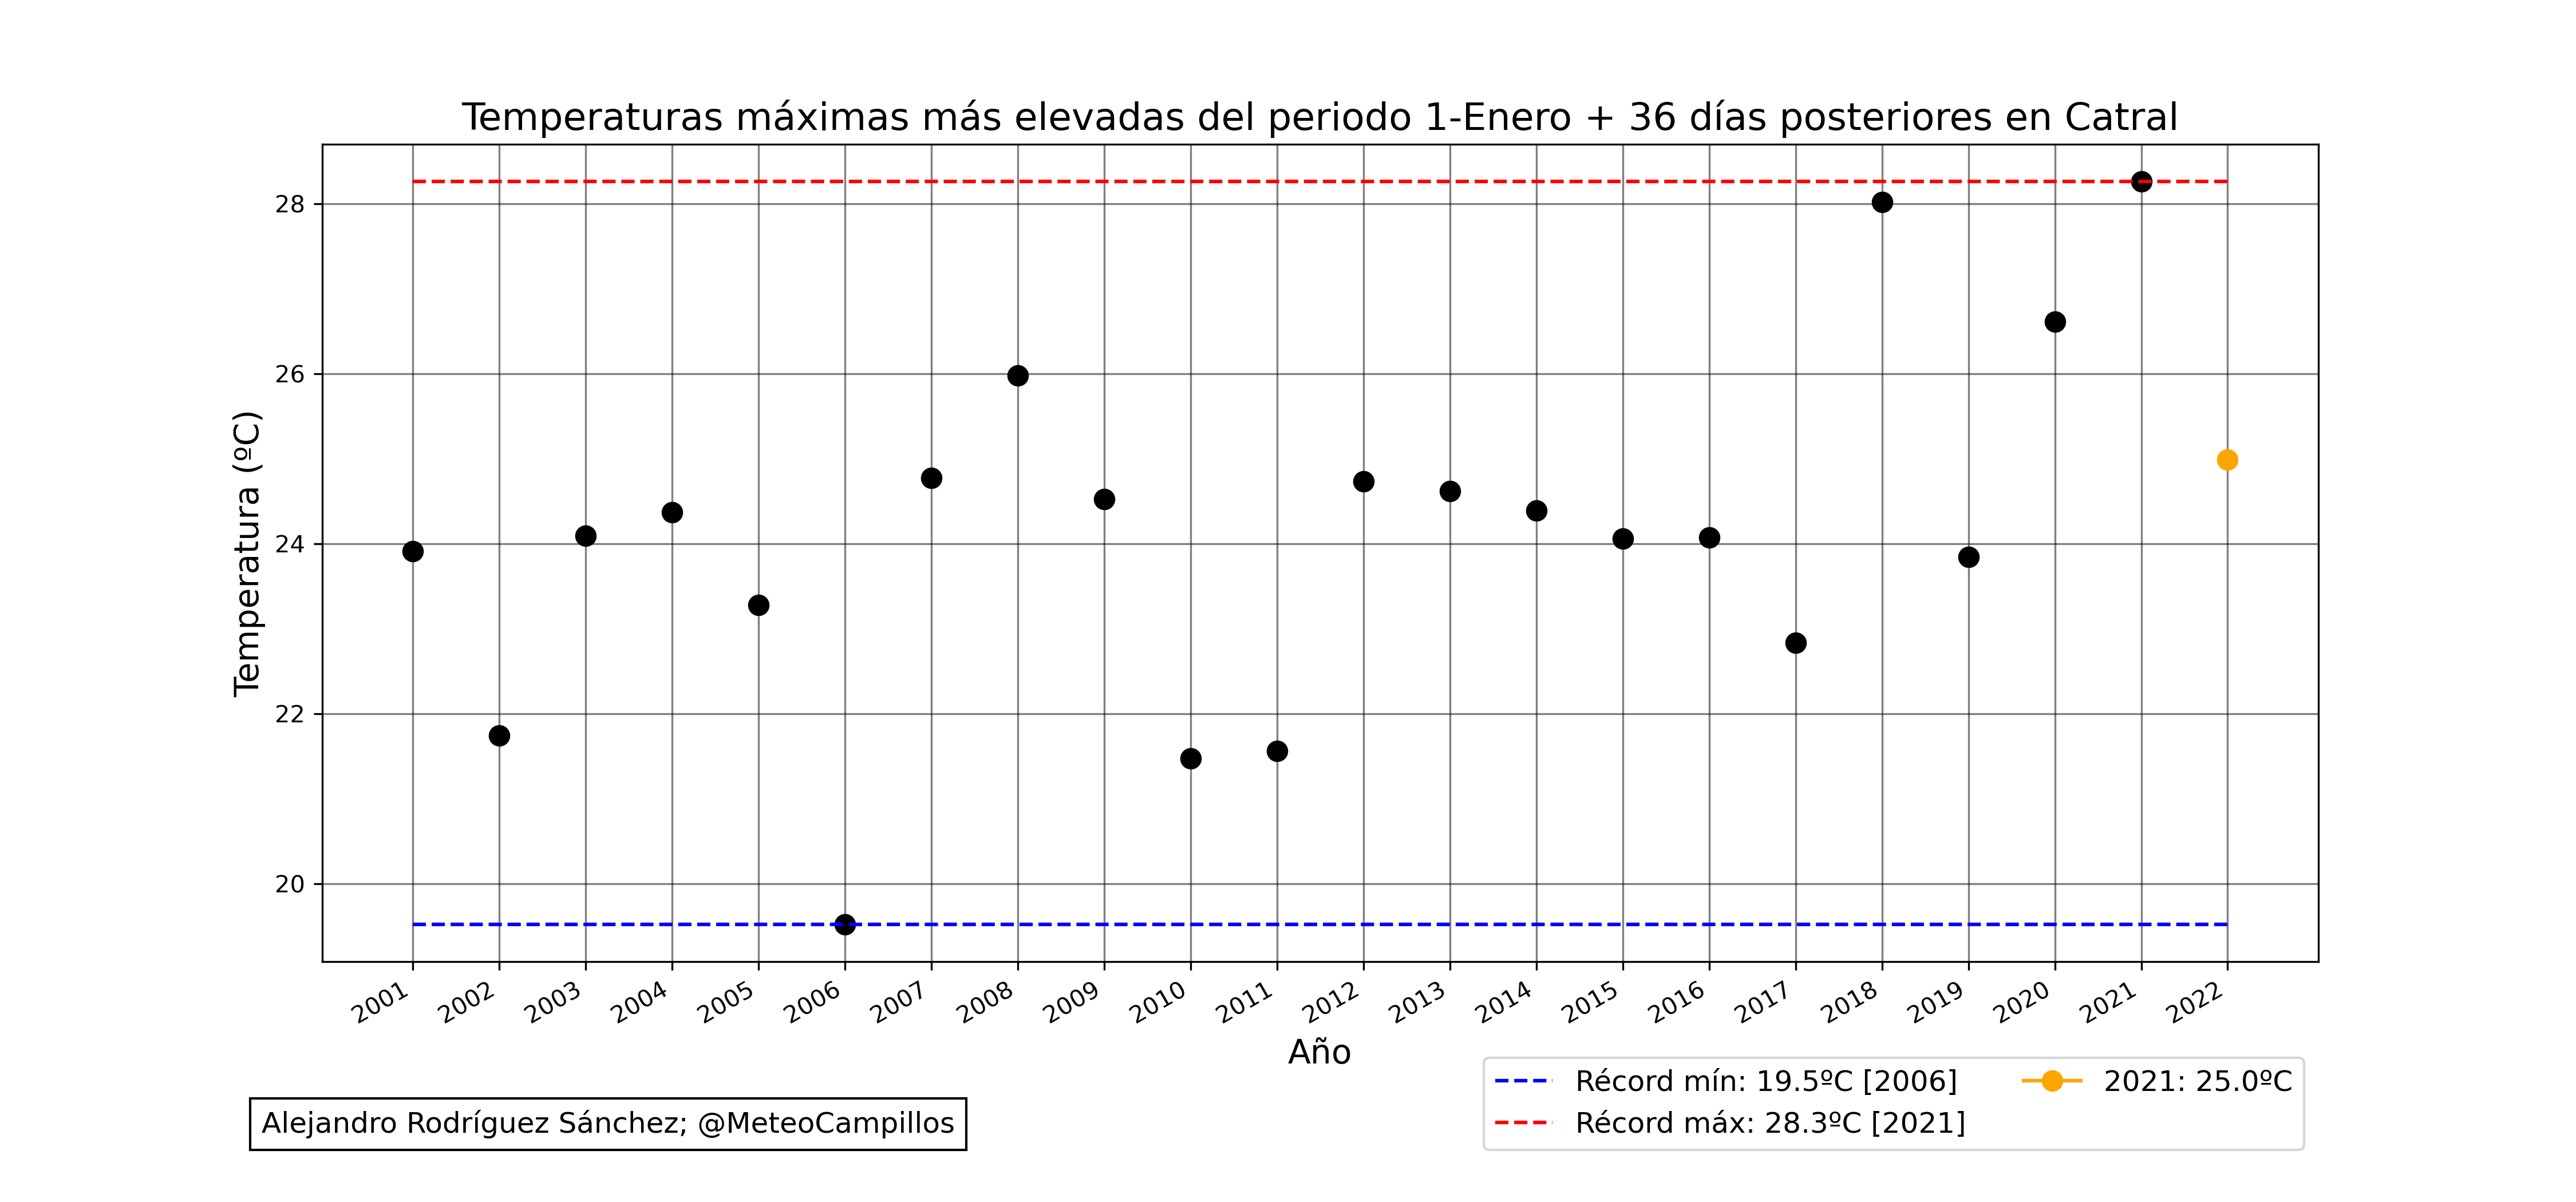 Temperaturas máximas más elevadas del periodo 1-Enero + 36 días posteriores en Catral
28
26
24
22
20
Temperatura (ºC)
2001 2002 2003 2004 2005 2006 2007 2008 2009 2010 2011 2012 2013 2014 2015 2016 2017 2018 2019 2020 2021 2022
Año
Récord mín: 19.5ºC [2006]
Récord máx: 28.3ºC [2021]
2021: 25.0ºC
Alejandro Rodríguez Sánchez; @MeteoCampillos